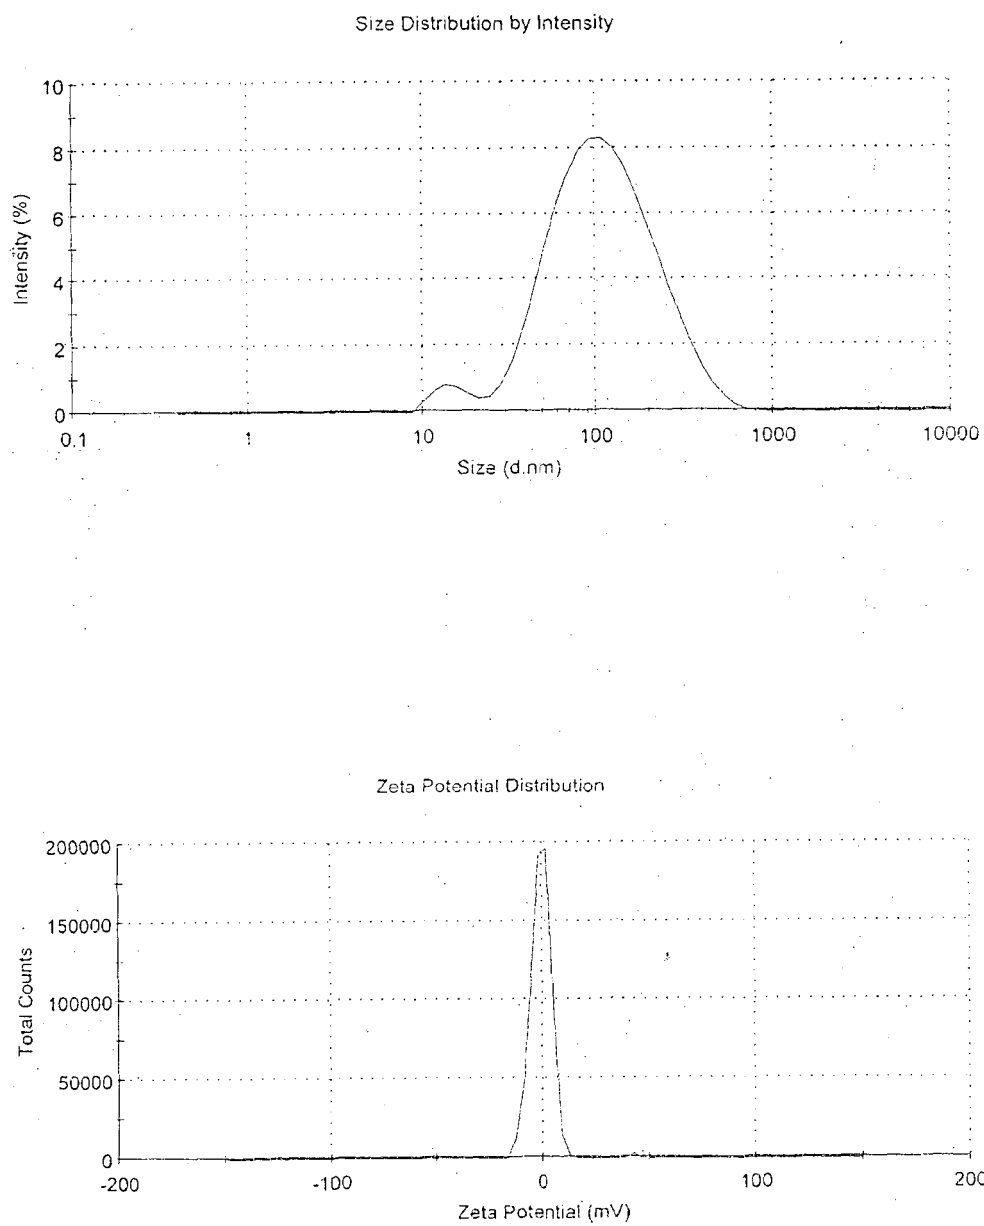 Size Distribution by Intensity
10
8
6
4
2
0
Intensity (%)
0.1 1 10 100 1000 10000
Size (d.nm)
Zeta Potential Distribution
200000
150000
100000
50000
0
Total Counts
-200 -100 0 100 200
Zeta Potential (mV)